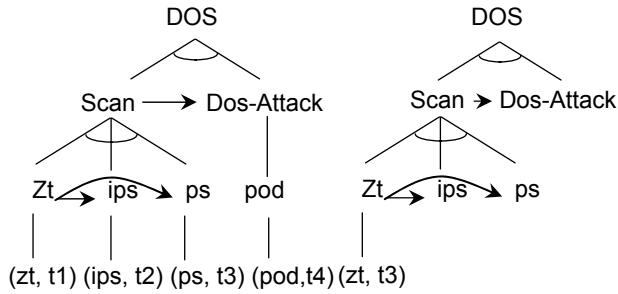 DOS DOS
Scan Dos-Attack Scan Dos-Attack
Zt ips ps pod Zt ips ps
(zt, t1) (ips, t2) (ps, t3) (pod,t4) (zt, t3)